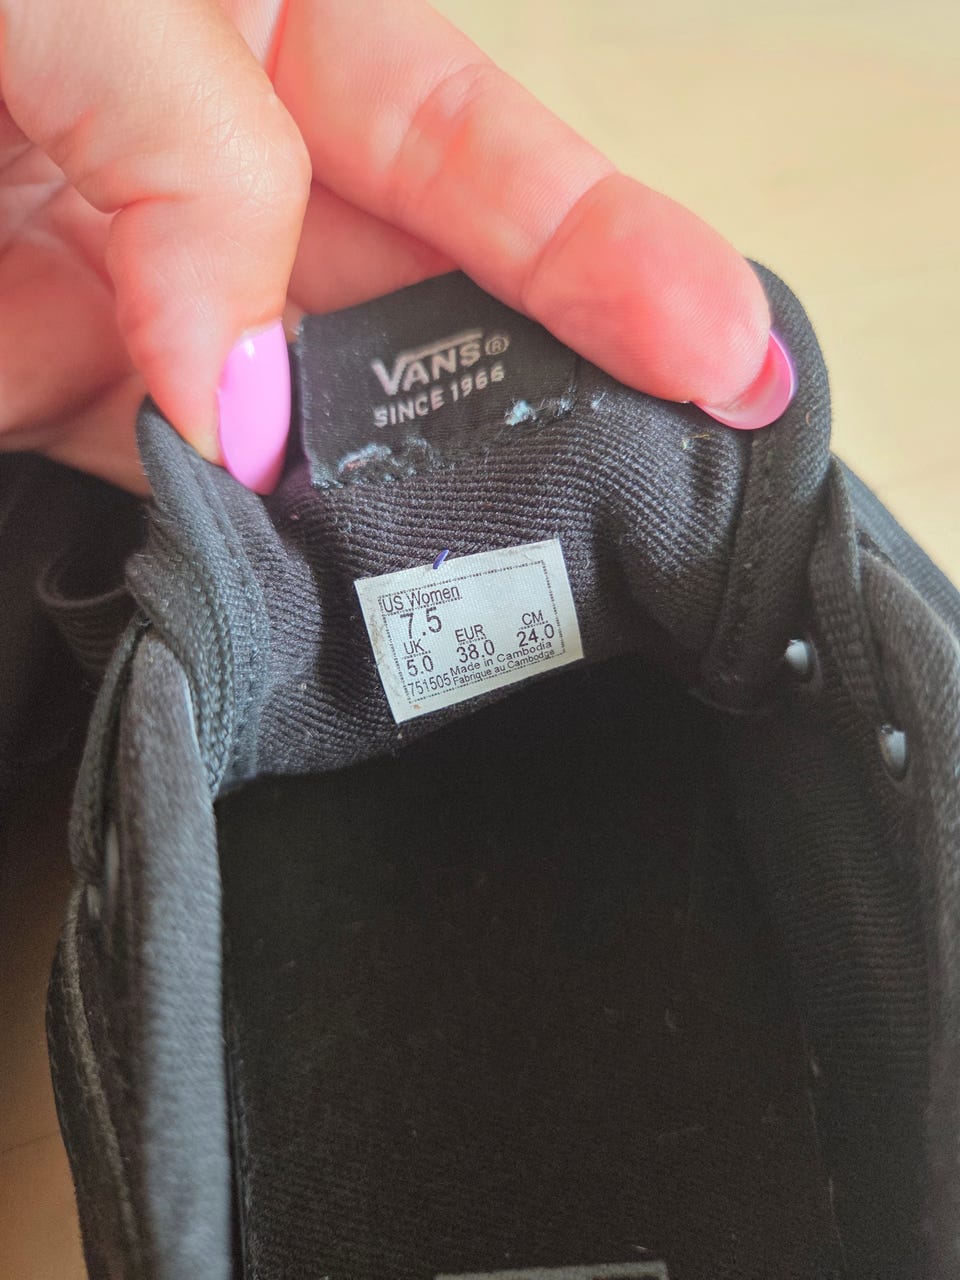 VANS®
SINCE 1966
US Women
7.5
UK EUR CM
5.0 38.0 24.0
751505 Made in Cambodia
Fabrique au Cambodge